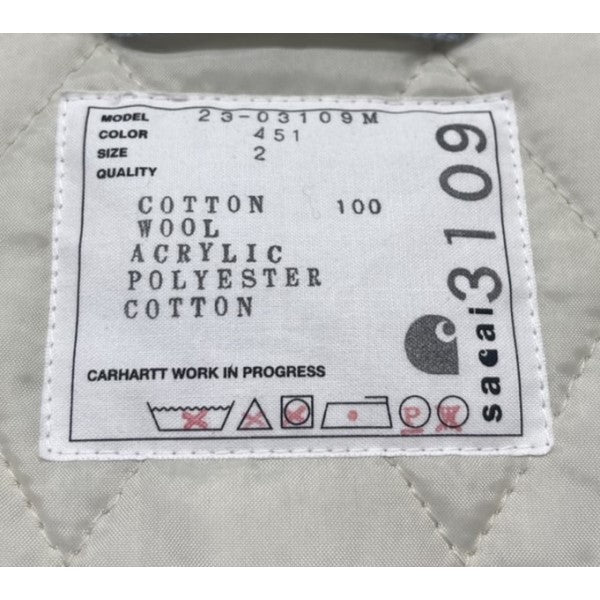 MODEL 23-03109M
COLOR 451
SIZE 2
QUALITY
COTTON 100
WOOL
ACRYLIC
POLYESTER
COTTON
CARHARTT WORK IN PROGRESS
P W
sacai 3109